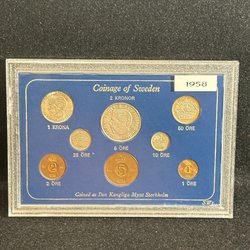 Coinage of Sweden
1958
2 KRONOR
1 KRONA
50 ÖRE
25 ÖRE
5 ÖRE
10 ÖRE
2 ÖRE
1 ÖRE
Coined at Den Kungliga Mynt Stockholm